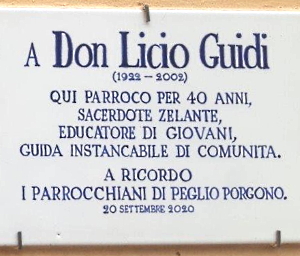 A Don Licio Guidi
(1922 - 2002)
QUI PARROCO PER 40 ANNI,
SACERDOTE ZELANTE,
EDUCATORE DI GIOVANI,
GUIDA INSTANCABILE DI COMUNITA.
A RICORDO
I PARROCCHIANI DI PEGLIO PORGONO.
20 SETTEMBRE 2020